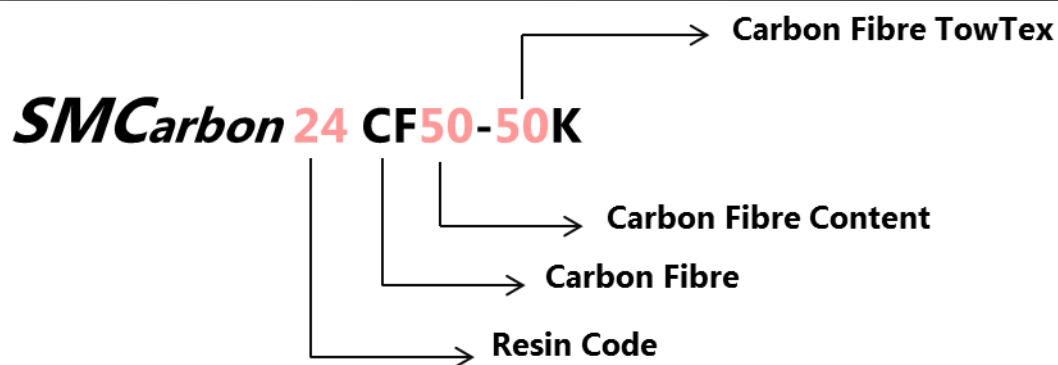 Carbon Fibre TowTex
SMCarbon 24 CF50-50K
Carbon Fibre Content
Carbon Fibre
Resin Code